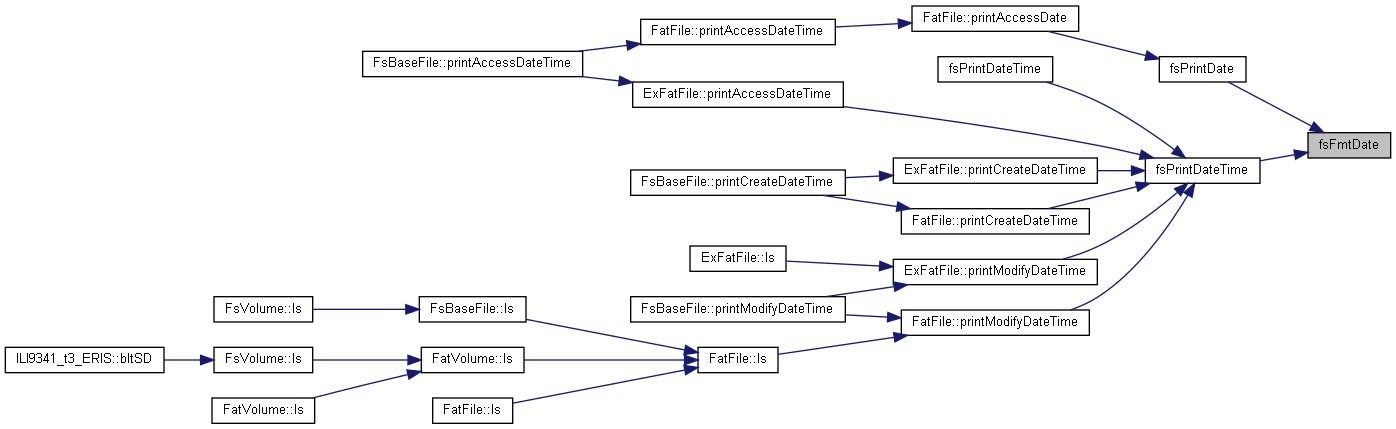 FatFile::printAccessDate
FatFile::printAccessDateTime
FsBaseFile::printAccessDateTime
fsPrintDateTime
fsPrintDate
ExFatFile::printAccessDateTime
fsFmtDate
ExFatFile::printCreateDateTime
fsPrintDateTime
FsBaseFile::printCreateDateTime
FatFile::printCreateDateTime
ExFatFile::ls
ExFatFile::printModifyDateTime
FsVolume::ls
FsBaseFile::ls
FsBaseFile::printModifyDateTime
FatFile::printModifyDateTime
ILI9341_t3_ERIS::bltSD
FsVolume::ls
FatVolume::ls
FatFile::ls
FatVolume::ls
FatFile::ls